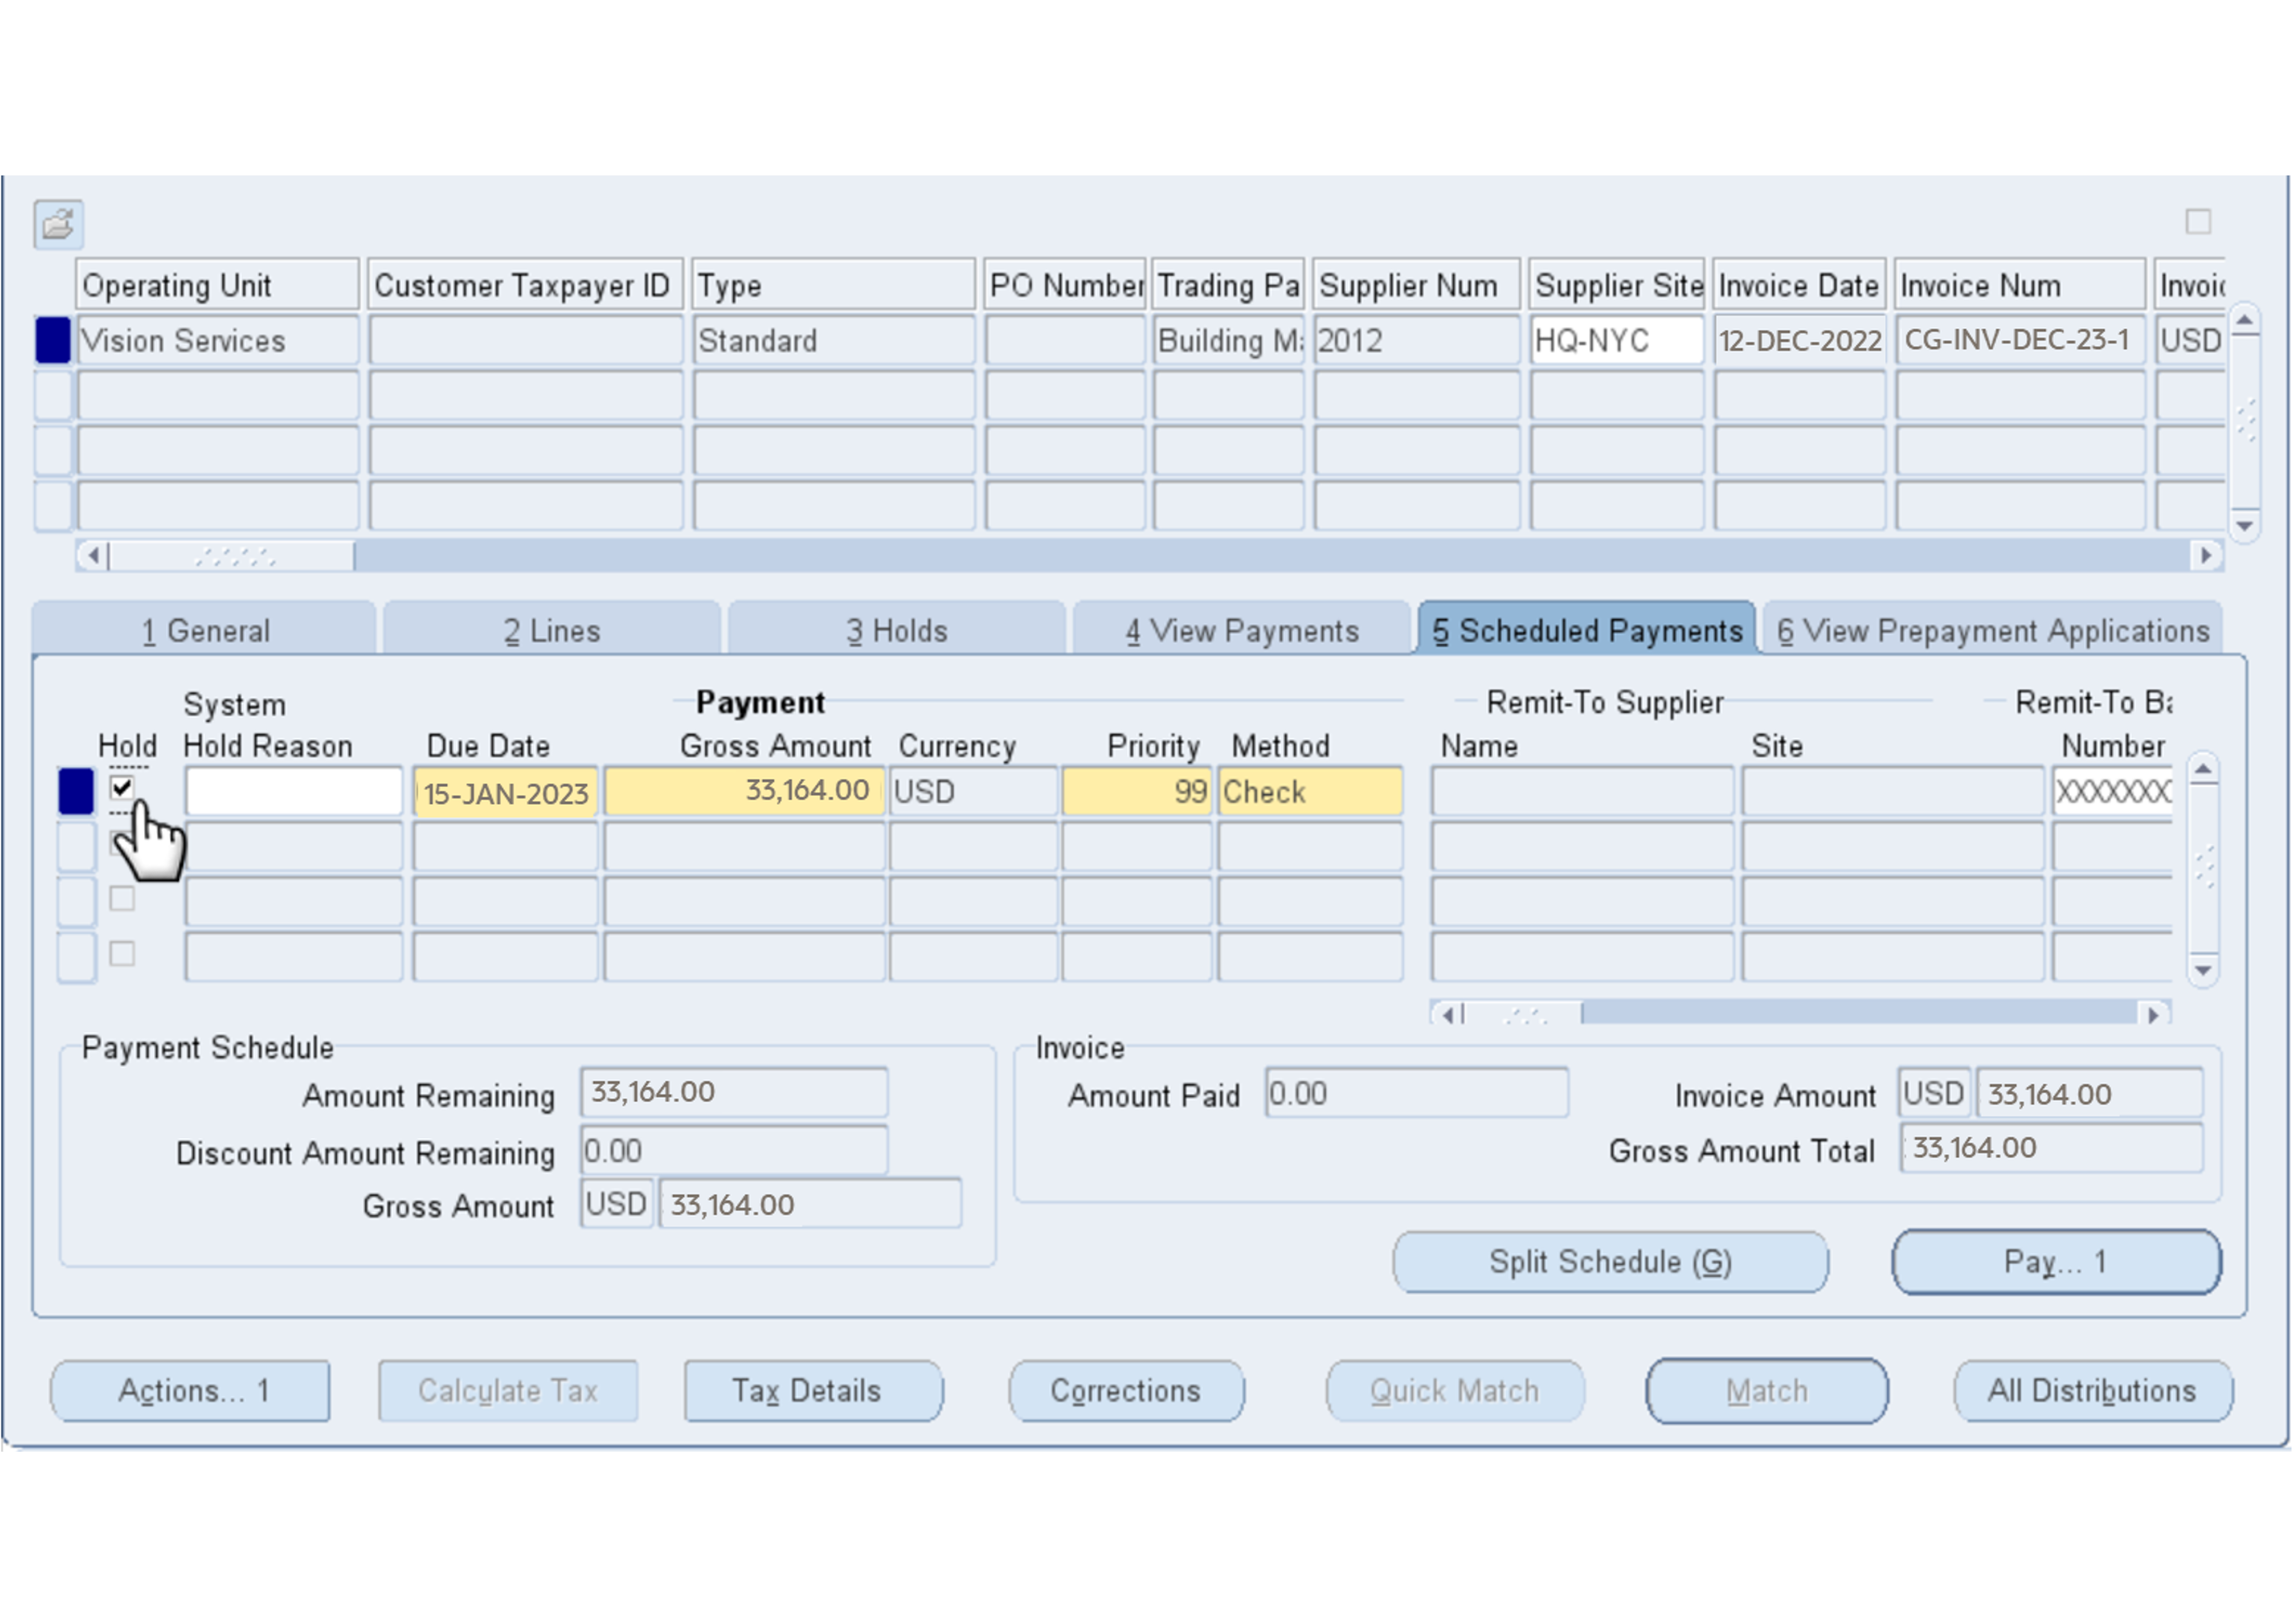 Operating Unit Customer Taxpayer ID Type PO Number Trading Pa Supplier Num Supplier Site Invoice Date Invoice Num Invoic
Vision Services Standard Building Ma 2012 HQ-NYC 12-DEC-2022 CG-INV-DEC-23-1 USD
1 General 2 Lines 3 Holds 4 View Payments 5 Scheduled Payments 6 View Prepayment Applications
System Payment Remit-To Supplier Remit-To Ba
Hold Hold Reason Due Date Gross Amount Currency Priority Method Name Site Number
15-JAN-2023 33,164.00 USD 99 Check XXXXXXX
Payment Schedule Invoice
Amount Remaining 33,164.00 Amount Paid 0.00 Invoice Amount USD 33,164.00
Discount Amount Remaining 0.00 Gross Amount Total 33,164.00
Gross Amount USD 33,164.00
Split Schedule (G) Pay... 1
Actions... 1 Calculate Tax Tax Details Corrections Quick Match Match All Distributions